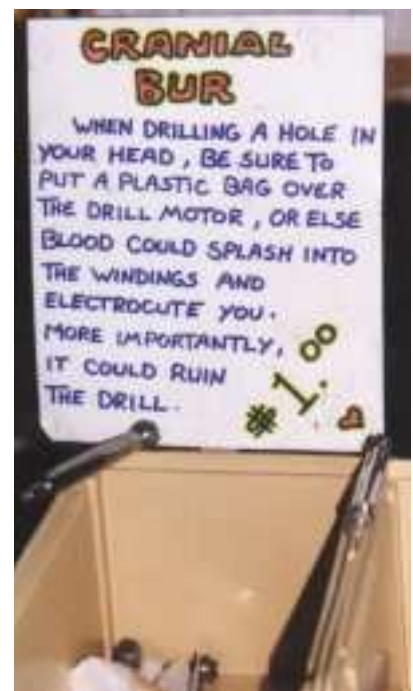 CRANIAL
BUR
WHEN DRILLING A HOLE IN
YOUR HEAD, BE SURE TO
PUT A PLASTIC BAG OVER
THE DRILL MOTOR, OR ELSE
BLOOD COULD SPLASH INTO
THE WINDINGS AND
ELECTROCUTE YOU.
MORE IMPORTANTLY,
IT COULD RUIN
THE DRILL.
$1.00